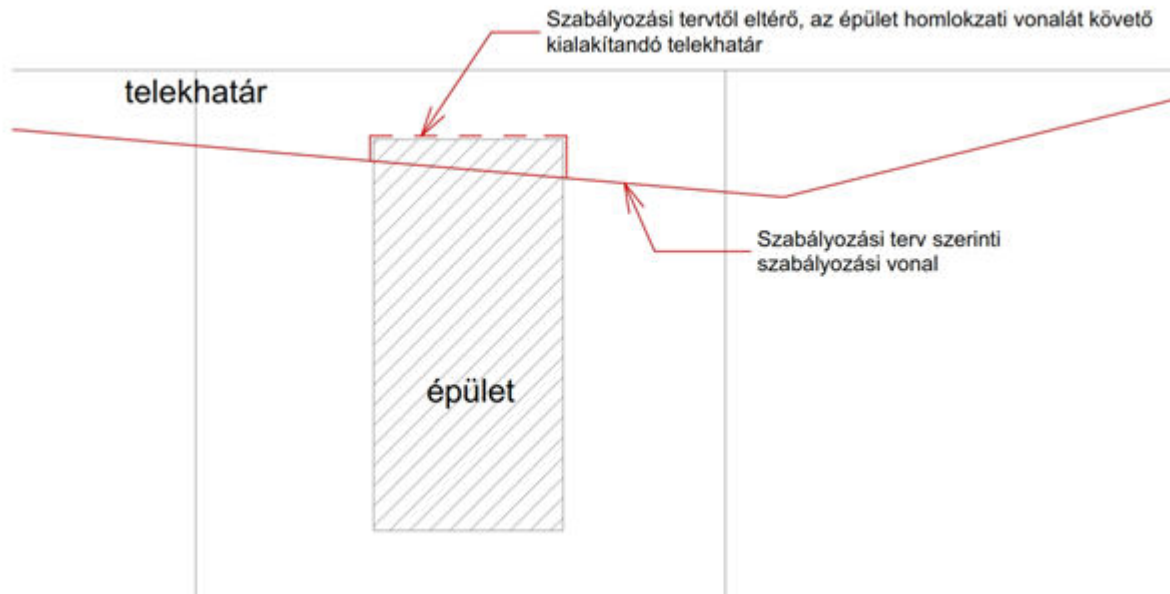 Szabályozási tervtől eltérő, az épület homlokzati vonalát követő
kialakítandó telekhatár
telekhatár
Szabályozási terv szerinti
szabályozási vonal
épület